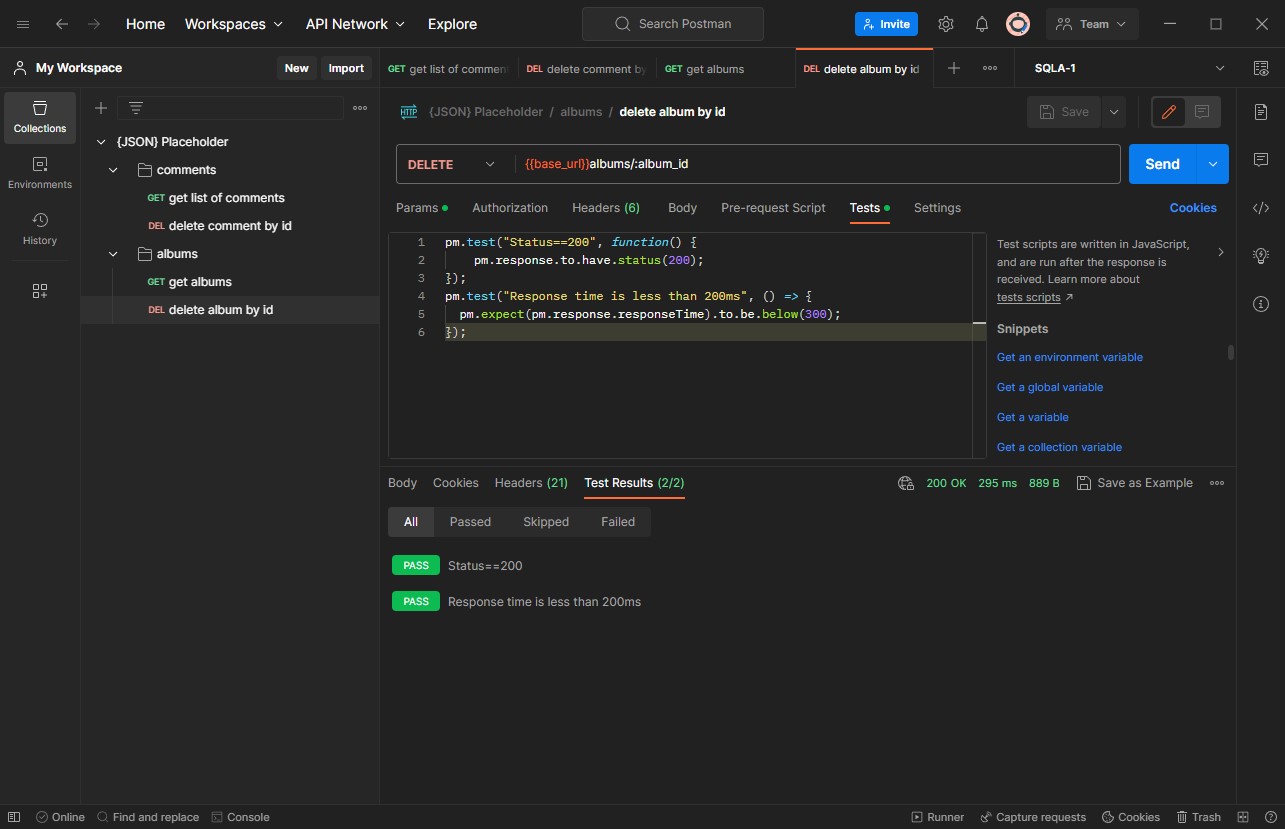 Home
Workspaces
API Network
Explore
Search Postman
Invite
Team
My Workspace
New
Import
GET get list of commen
DEL delete comment by
GET get albums
DEL delete album by id
SQLA-1
Collections
Environments
History
{JSON} Placeholder
comments
GET get list of comments
DEL delete comment by id
albums
GET get albums
DEL delete album by id
HTTP {JSON} Placeholder / albums / delete album by id
Save
DELETE
{{base_url}}albums/:album_id
Send
Params
Authorization
Headers (6)
Body
Pre-request Script
Tests
Settings
Cookies
1 pm.test("Status==200", function() {
2 pm.response.to.have.status(200);
3 });
4 pm.test("Response time is less than 200ms", () => {
5 pm.expect(pm.response.responseTime).to.be.below(300);
6 });
Test scripts are written in JavaScript,
and are run after the response is
received. Learn more about
tests scripts ↗
Snippets
Get an environment variable
Get a global variable
Get a variable
Get a collection variable
Body
Cookies
Headers (21)
Test Results (2/2)
200 OK
295 ms
889 B
Save as Example
All
Passed
Skipped
Failed
PASS Status==200
PASS Response time is less than 200ms
Online
Find and replace
Console
Runner
Capture requests
Cookies
Trash